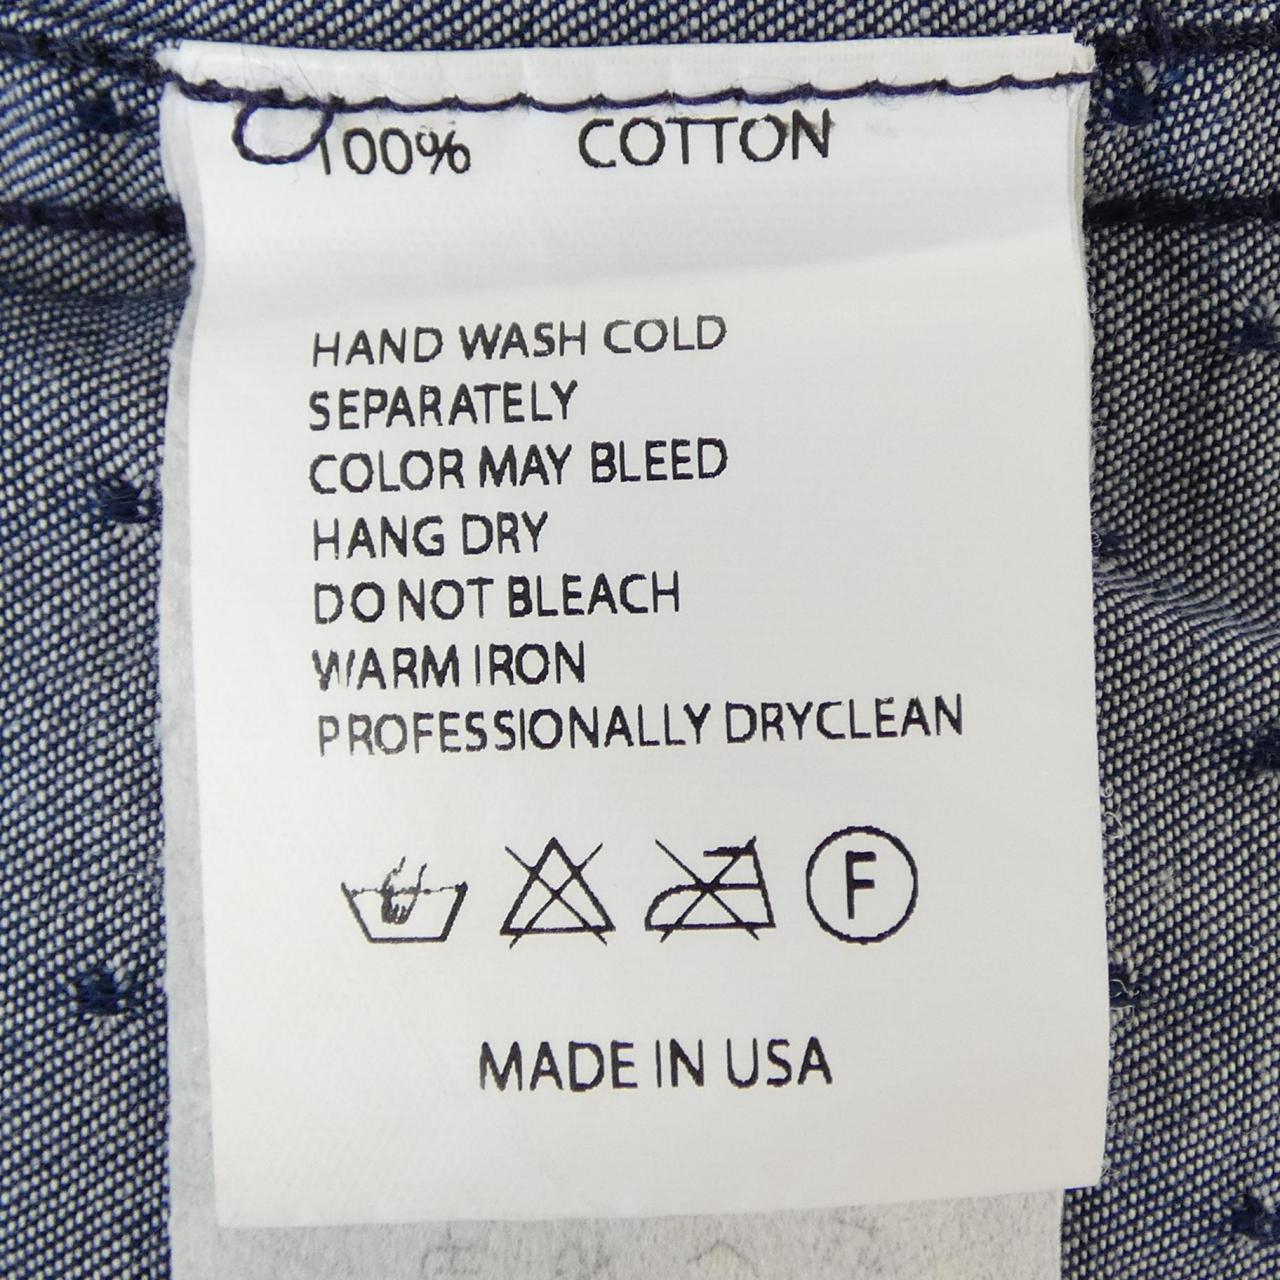 100% COTTON
HAND WASH COLD
SEPARATELY
COLOR MAY BLEED
HANG DRY
DO NOT BLEACH
WARM IRON
PROFESSIONALLY DRYCLEAN
F
MADE IN USA